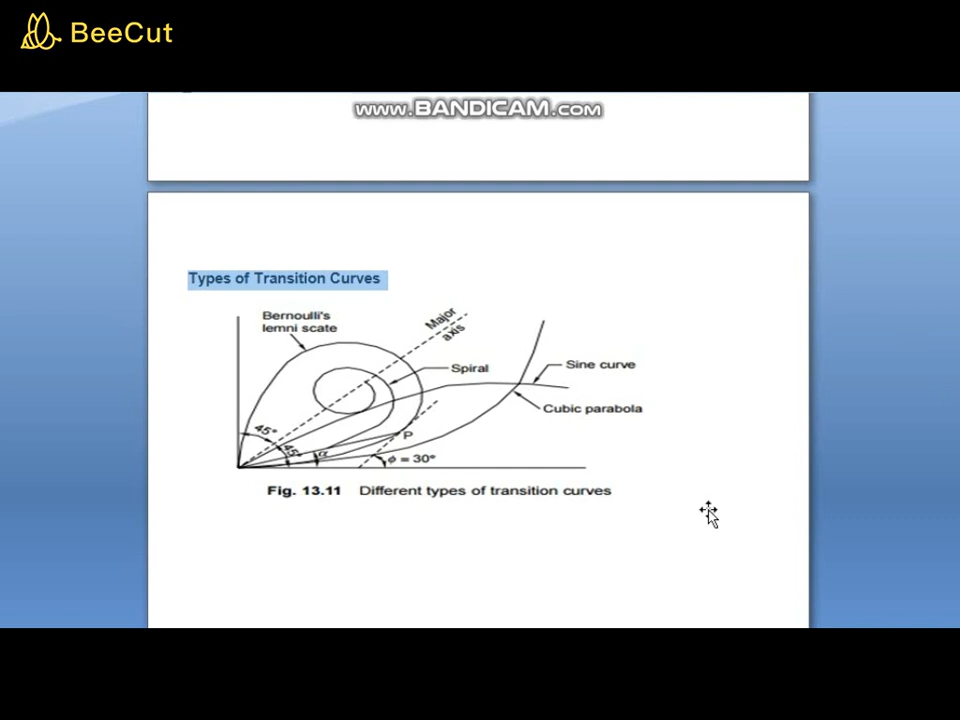 BeeCut
www.BANDICAM.COM
Types of Transition Curves
Bernoulli's
lemni scate
Major
axis
Spiral
Sine curve
Cubic parabola
45°
45°
α
P
ϕ = 30°
Fig. 13.11 Different types of transition curves